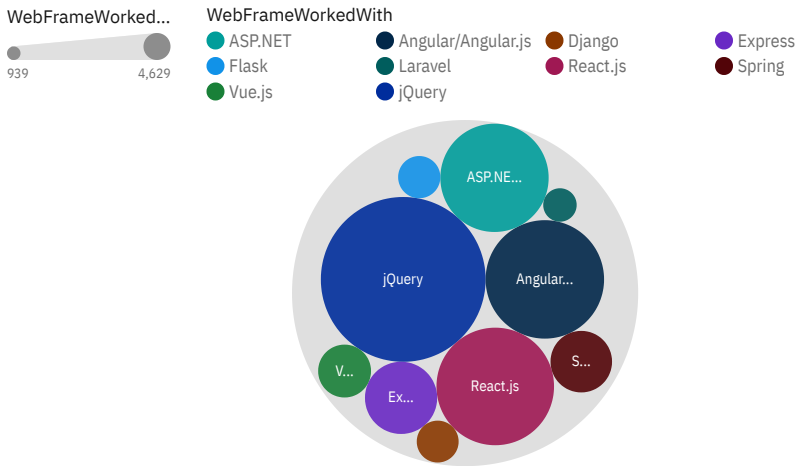 WebFrameWorked...
939 4,629
WebFrameWorkedWith
ASP.NET Angular/Angular.js Django Express
Flask Laravel React.js Spring
Vue.js jQuery
ASP.NE...
jQuery Angular...
V... Ex... React.js S...